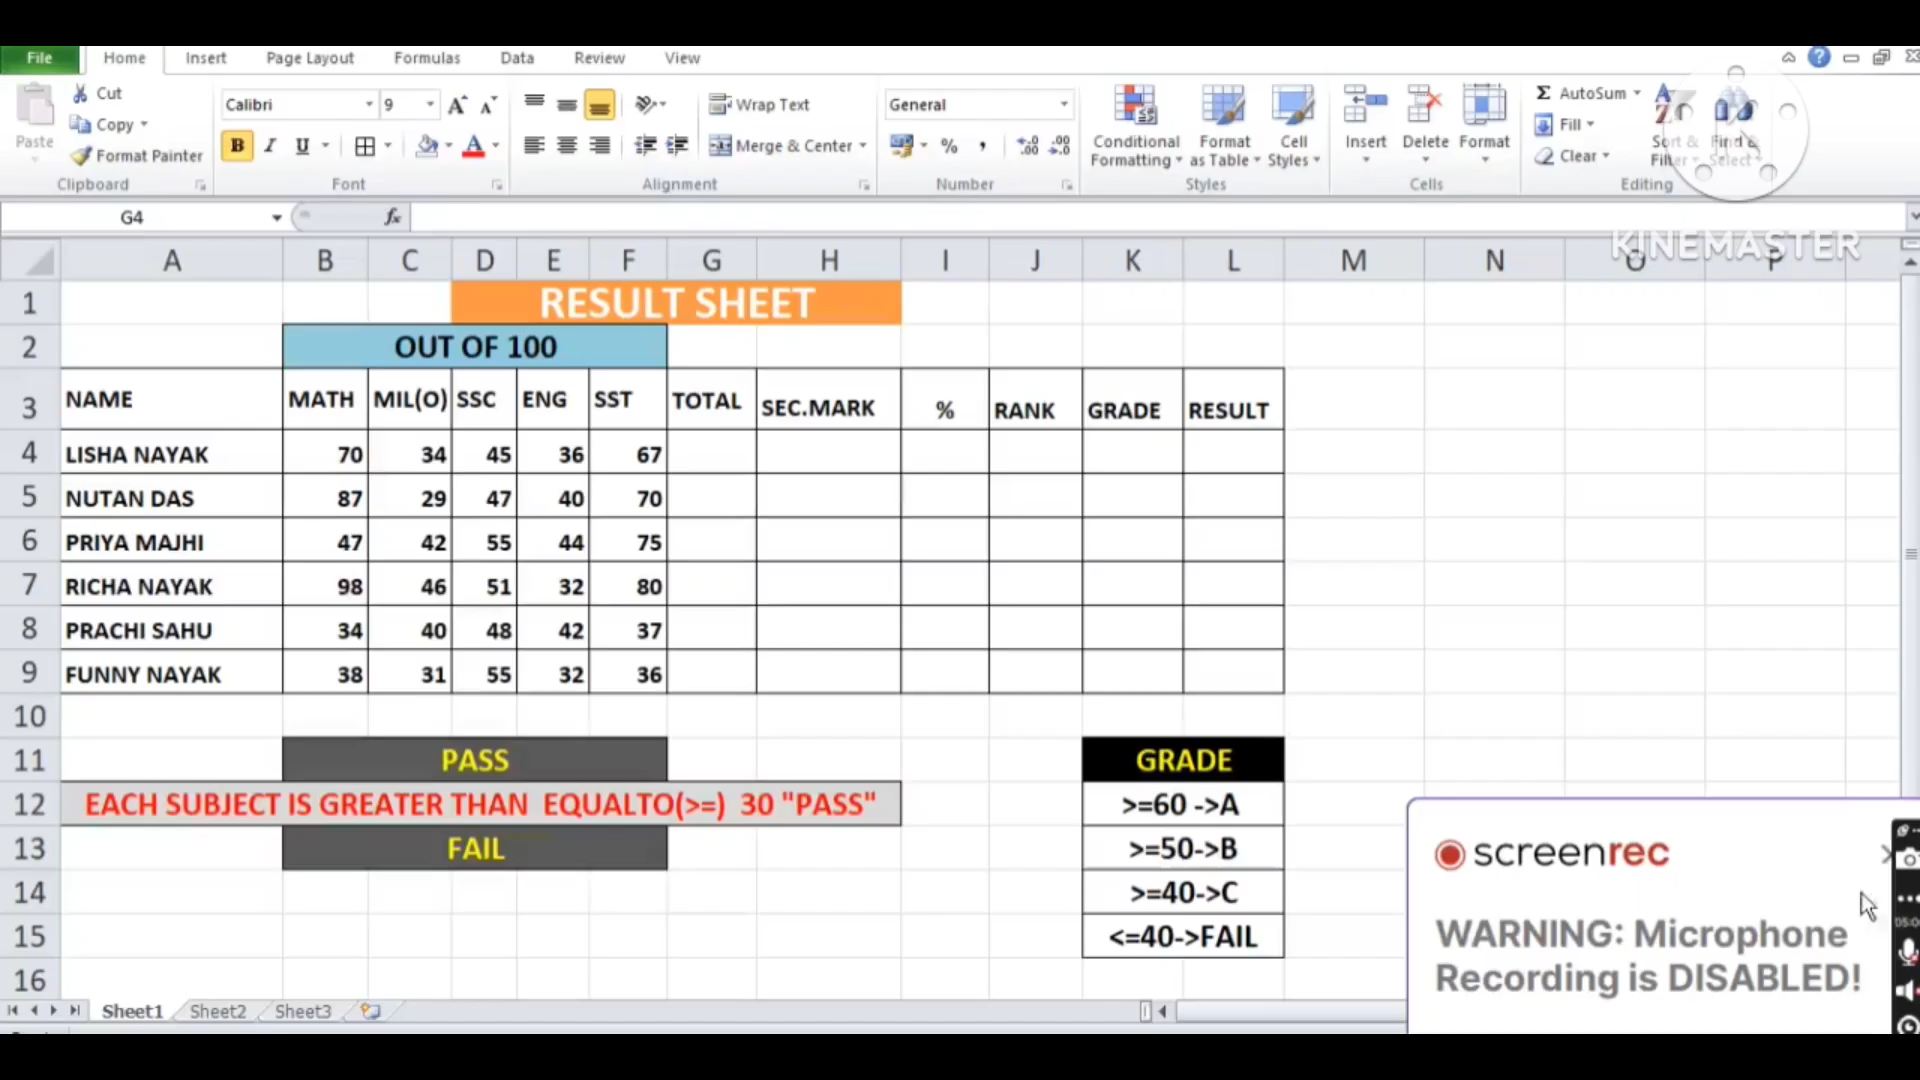 File Home Insert Page Layout Formulas Data Review View
Cut
Copy
Format Painter
Paste
Clipboard
Calibri 9
B I U
Font
Wrap Text
Merge & Center
Alignment
General
%
Number
Conditional Formatting
Format as Table
Cell Styles
Styles
Insert Delete Format
Cells
Σ AutoSum
Fill
Clear
Sort & Filter
Find & Select
Editing
G4 fx
KINEMASTER
A B C D E F G H I J K L M N O P
1 RESULT SHEET
2 OUT OF 100
3 NAME MATH MIL(O) SSC ENG SST TOTAL SEC.MARK % RANK GRADE RESULT
4 LISHA NAYAK 70 34 45 36 67
5 NUTAN DAS 87 29 47 40 70
6 PRIYA MAJHI 47 42 55 44 75
7 RICHA NAYAK 98 46 51 32 80
8 PRACHI SAHU 34 40 48 42 37
9 FUNNY NAYAK 38 31 55 32 36
10
11 PASS GRADE
12 EACH SUBJECT IS GREATER THAN EQUALTO(>=) 30 "PASS" >=60 ->A
13 FAIL >=50->B
14 >=40->C
15 <=40->FAIL
16
screenrec
WARNING: Microphone
Recording is DISABLED!
Sheet1 Sheet2 Sheet3